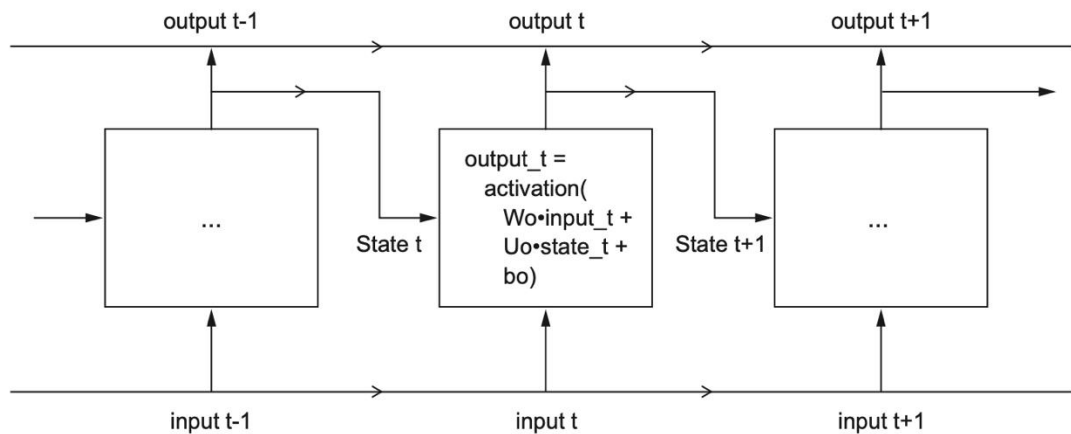 output t-1
output t
output t+1
...
output_t =
activation(
Wo•input_t +
Uo•state_t +
bo)
...
State t
State t+1
input t-1
input t
input t+1